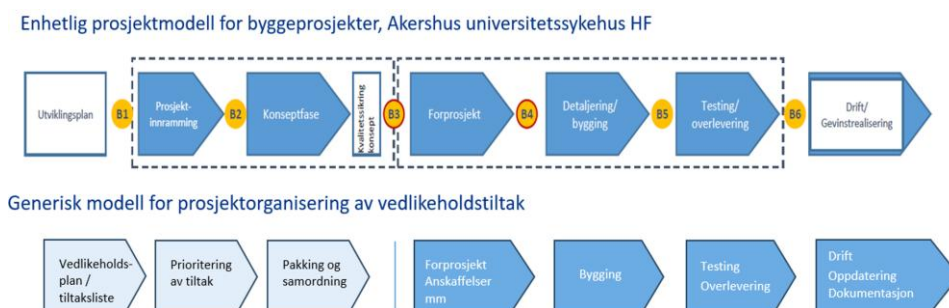 Enhetlig prosjektmodell for byggeprosjekter, Akershus universitetssykehus HF
Utviklingsplan
B1
Prosjekt-
innramming
B2
Konseptfase
Kvalitetssikring
konsept
B3
Forprosjekt
B4
Detaljering/
bygging
B5
Testing/
overlevering
B6
Drift/
Gevinstrealisering
Generisk modell for prosjektorganisering av vedlikeholdstiltak
Vedlikeholds-
plan /
tiltaksliste
Prioritering
av tiltak
Pakking og
samordning
Forprosjekt
Anskaffelser
mm
Bygging
Testing
Overlevering
Drift
Oppdatering
Dokumentasjon